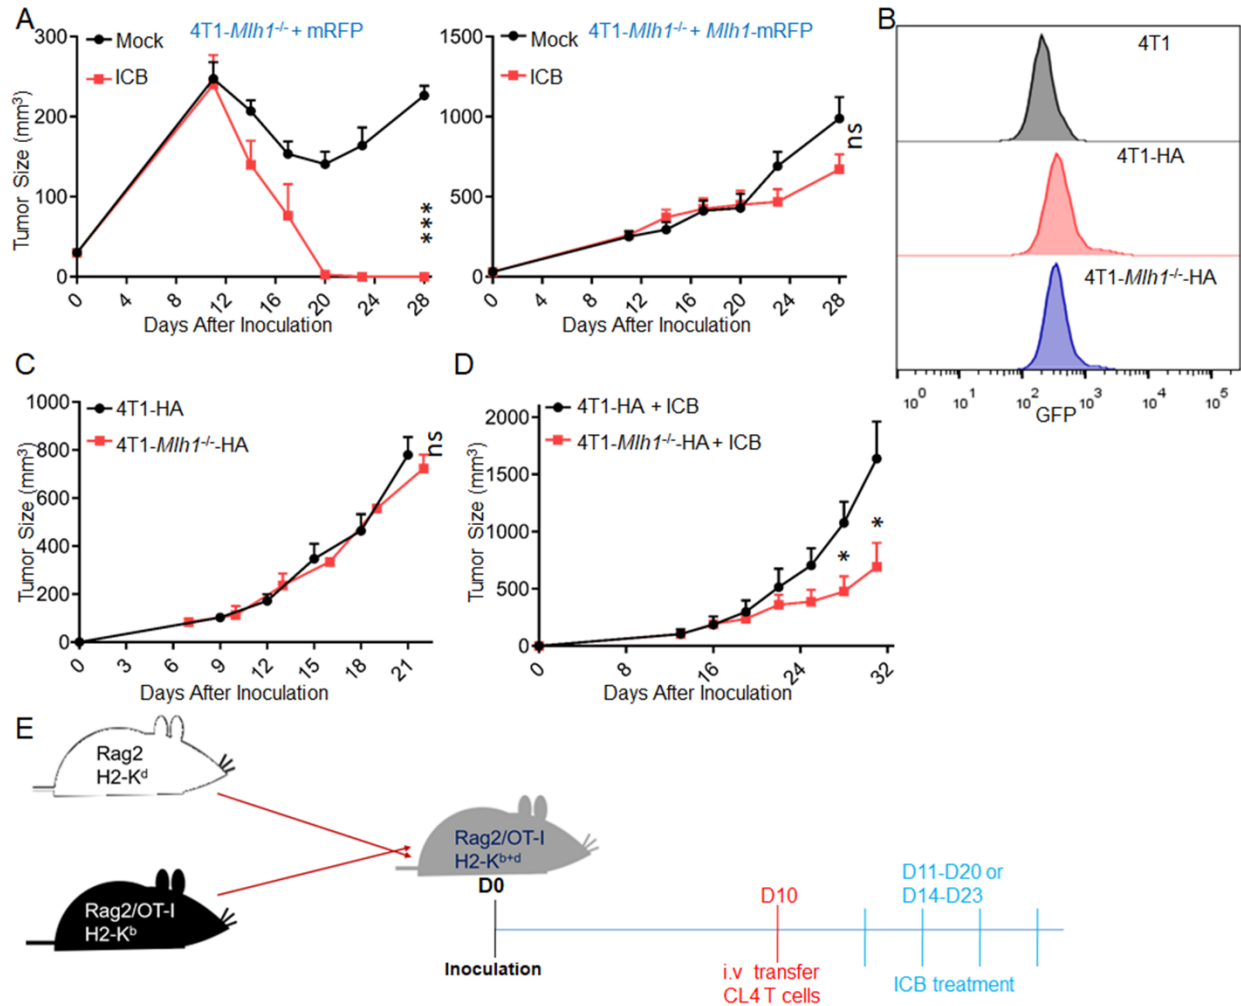 A
4T1-Mlh1-/- + mRFP
Mock
ICB
Tumor Size (mm3)
300
200
100
0
0 4 8 12 16 20 24 28
Days After Inoculation
***
4T1-Mlh1-/- + Mlh1-mRFP
Mock
ICB
1500
1000
500
0
0 4 8 12 16 20 24 28
Days After Inoculation
ns
B
4T1
4T1-HA
4T1-Mlh1-/--HA
10^0 10^1 10^2 10^3 10^4 10^5
GFP
C
4T1-HA
4T1-Mlh1-/--HA
Tumor Size (mm3)
1000
800
600
400
200
0
0 3 6 9 12 15 18 21
Days After Inoculation
ns
D
4T1-HA + ICB
4T1-Mlh1-/--HA + ICB
Tumor Size (mm3)
2000
1500
1000
500
0
0 8 16 24 32
Days After Inoculation
*
*
E
Rag2
H2-Kd
Rag2/OT-I
H2-Kb
Rag2/OT-I
H2-Kb+d
D0
Inoculation
D10
i.v transfer
CL4 T cells
D11-D20 or
D14-D23
ICB treatment